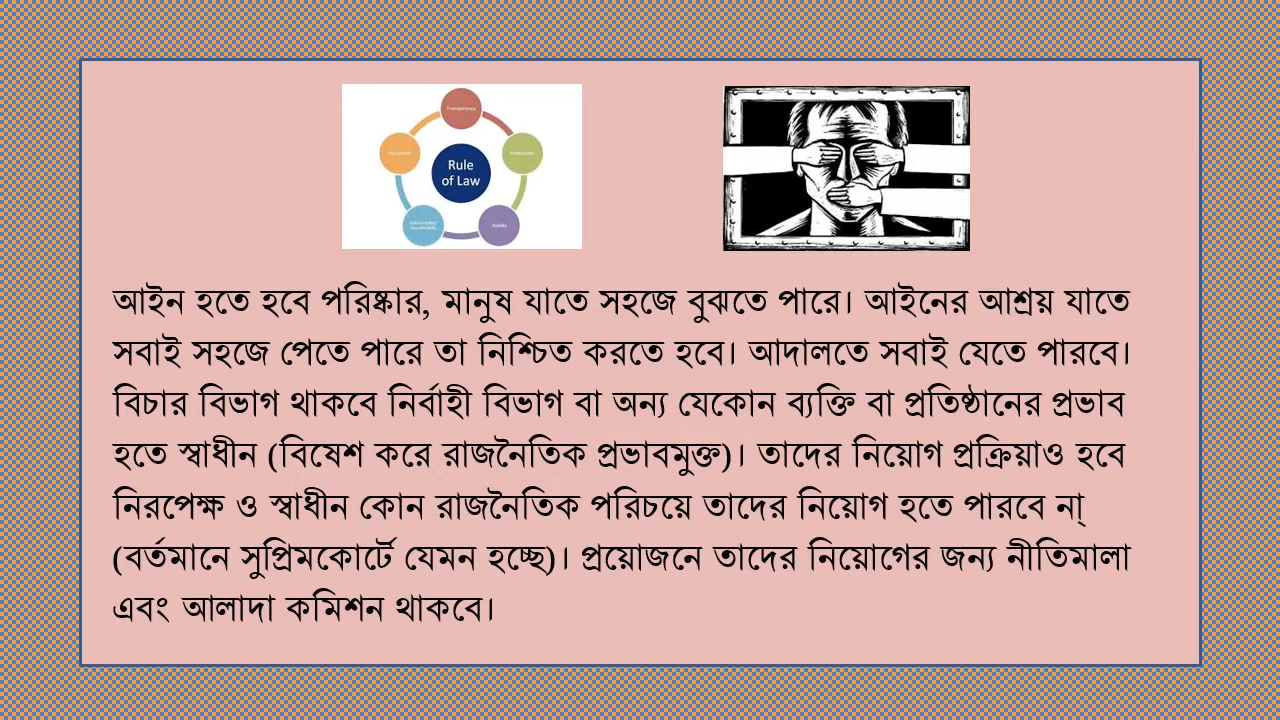 Transparency
Rule
of Law
Stability
আইন হতে হবে পরিষ্কার, মানুষ যাতে সহজে বুঝতে পারে। আইনের আশ্রয় যাতে
সবাই সহজে পেতে পারে তা নিশ্চিত করতে হবে। আদালতে সবাই যেতে পারবে।
বিচার বিভাগ থাকবে নির্বাহী বিভাগ বা অন্য যেকোন ব্যক্তি বা প্রতিষ্ঠানের প্রভাব
হতে স্বাধীন (বিষেশ করে রাজনৈতিক প্রভাবমুক্ত)। তাদের নিয়োগ প্রক্রিয়াও হবে
নিরপেক্ষ ও স্বাধীন কোন রাজনৈতিক পরিচয়ে তাদের নিয়োগ হতে পারবে না্
(বর্তমানে সুপ্রিমকোর্টে যেমন হচ্ছে)। প্রয়োজনে তাদের নিয়োগের জন্য নীতিমালা
এবং আলাদা কমিশন থাকবে।